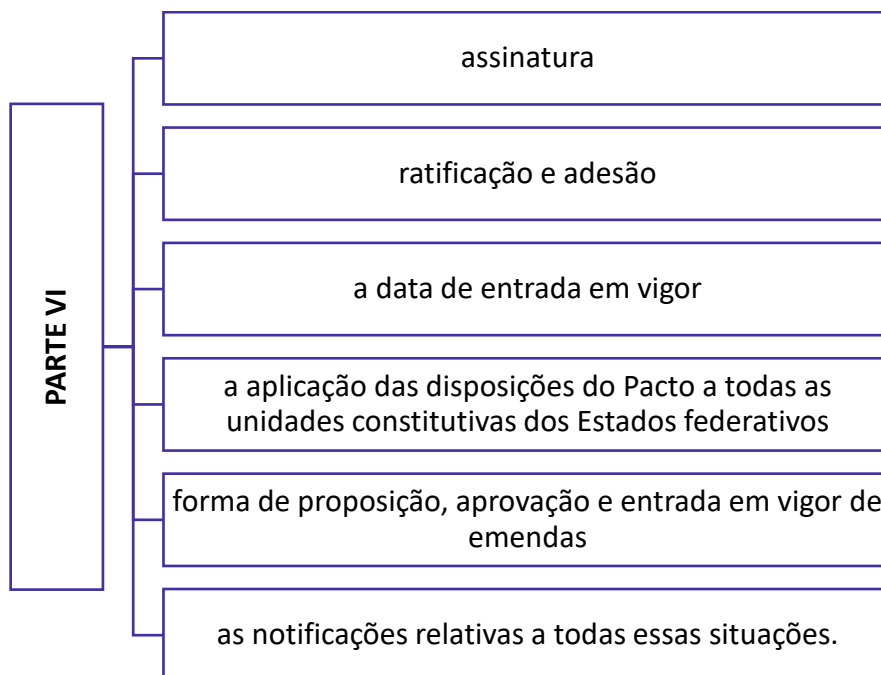 PARTE VI
assinatura
ratificação e adesão
a data de entrada em vigor
a aplicação das disposições do Pacto a todas as
unidades constitutivas dos Estados federativos
forma de proposição, aprovação e entrada em vigor de
emendas
as notificações relativas a todas essas situações.